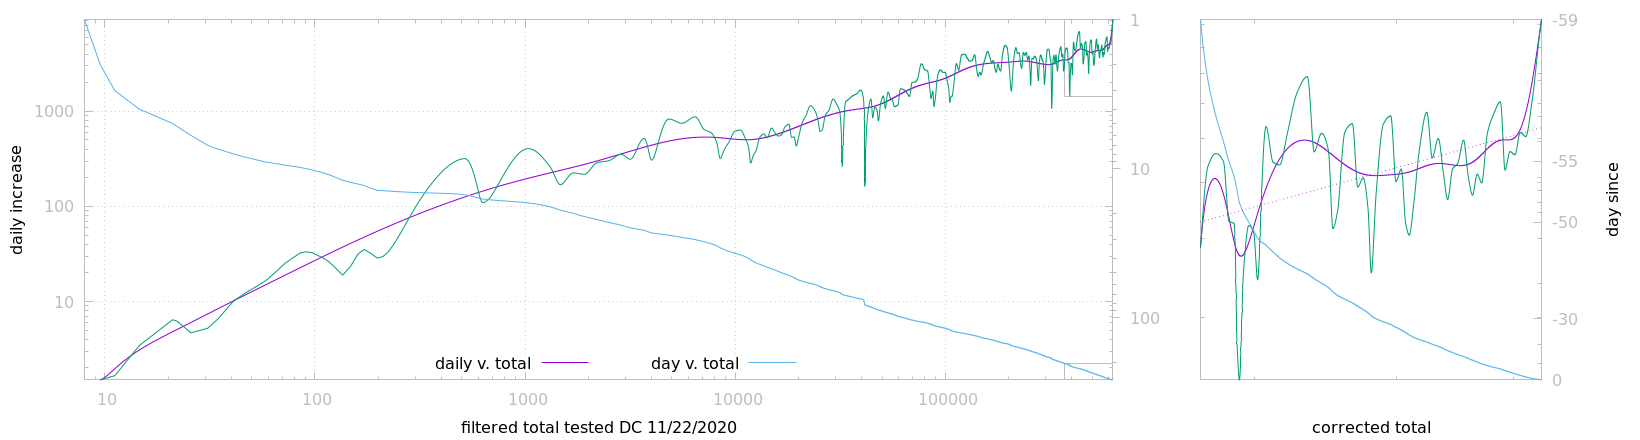 1 -59
1000
daily increase
10 -55
day since
100 -50
10
100 -30
daily v. total day v. total
0
10 100 1000 10000 100000
filtered total tested DC 11/22/2020 corrected total